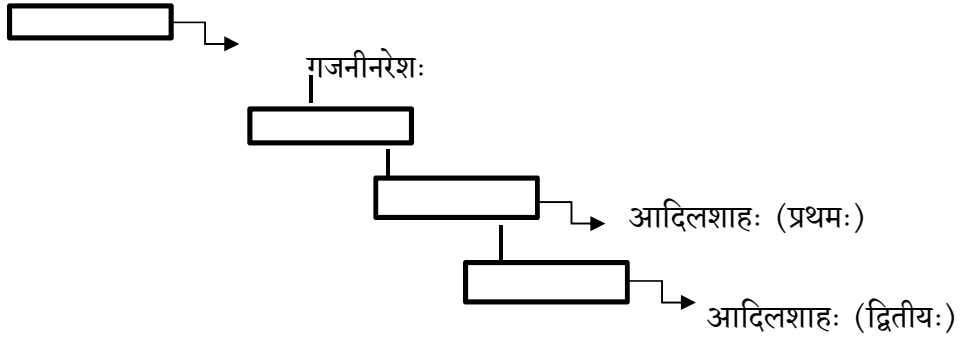 गजनीनरेशः
आदिलशाहः (प्रथमः)
आदिलशाहः (द्वितीयः)